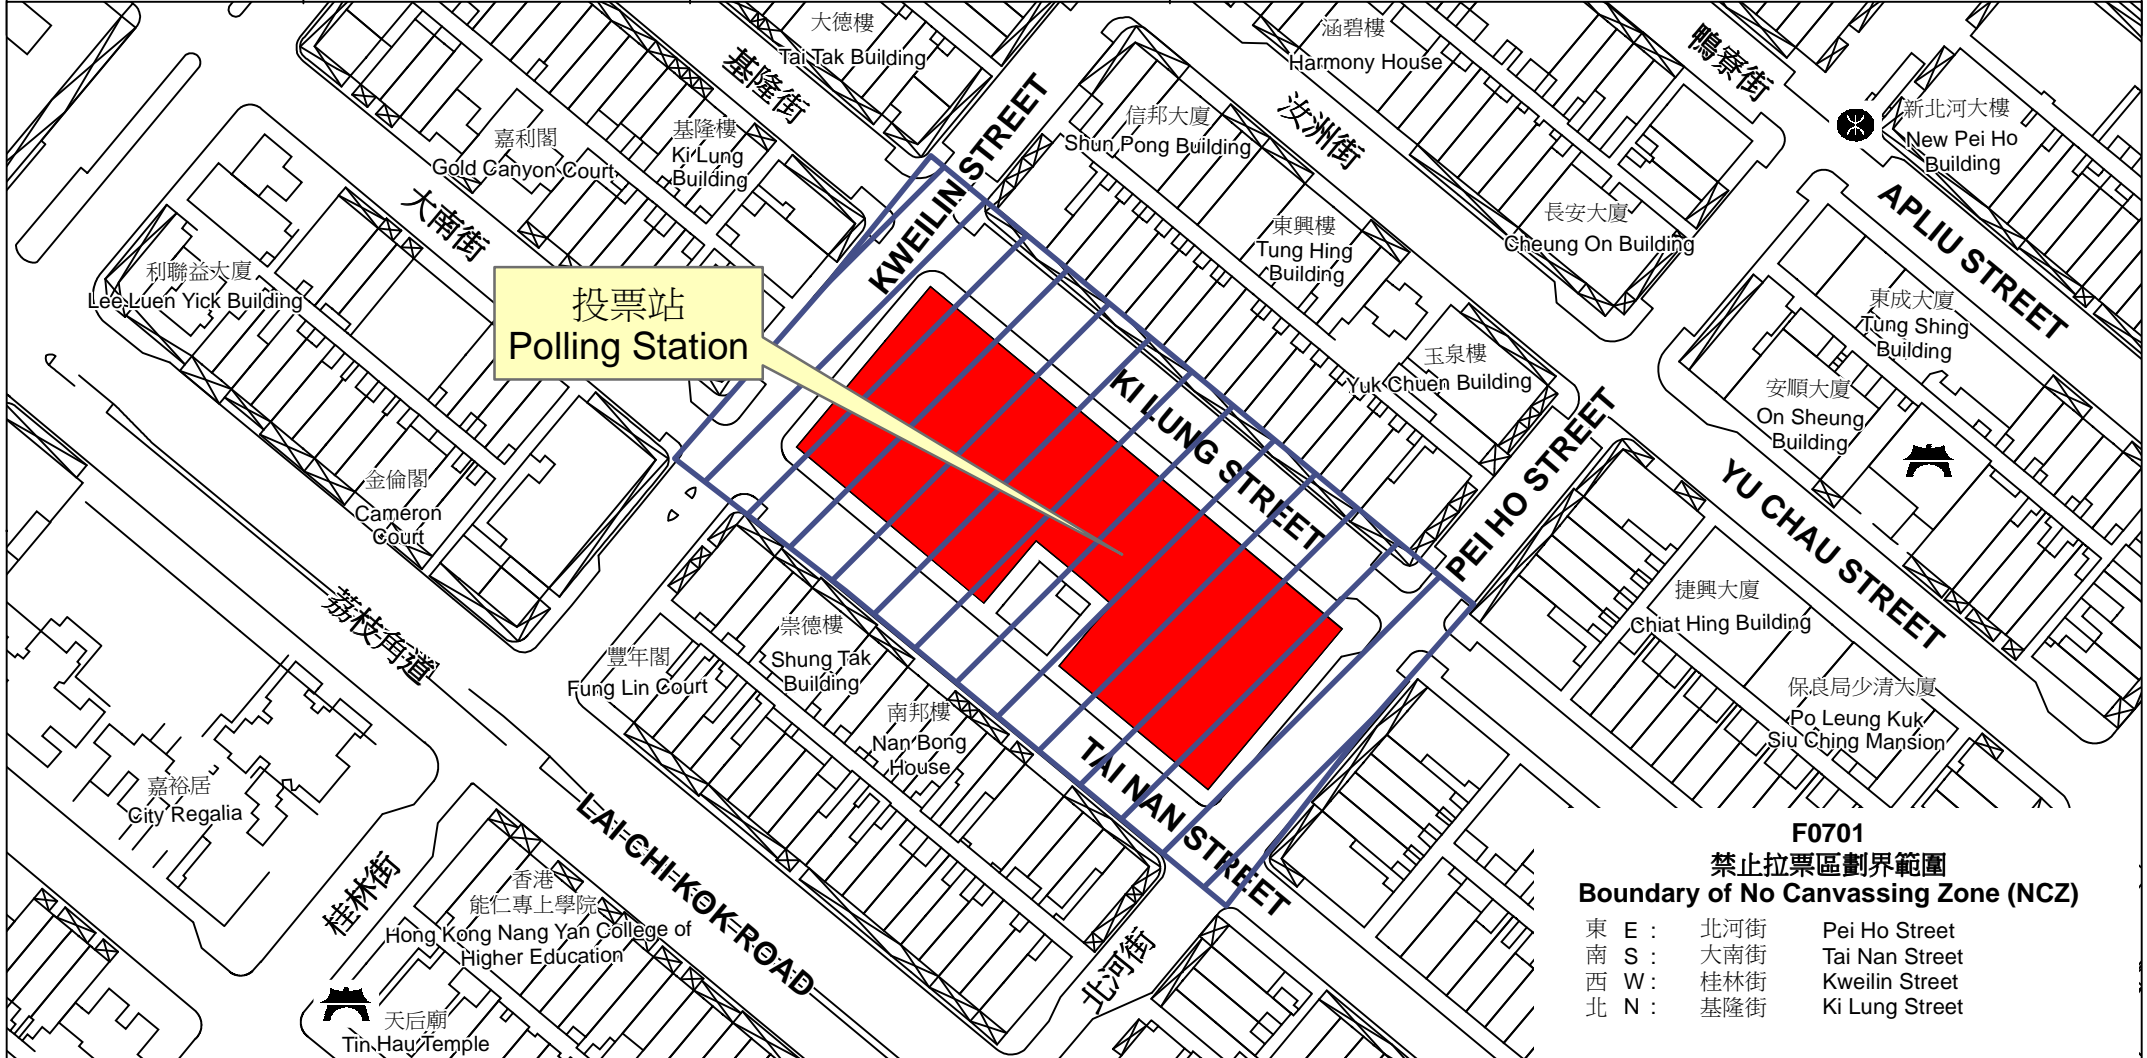 大德樓
Tai Tak Building
基隆街
涵碧樓
Harmony House
鴨寮街
信邦大廈
Shun Pong Building
汝洲街
新北河大樓
New Pei Ho
Building
嘉利閣
Gold Canyon Court
基隆樓
Ki Lung
Building
KWEILIN STREET
大南街
東興樓
Tung Hing
Building
長安大廈
Cheung On Building
APLIU STREET
利聯益大廈
Lee Luen Yick Building
投票站
Polling Station
東成大廈
Tung Shing
Building
玉泉樓
Yuk Chuen Building
KI LUNG STREET
安順大廈
On Sheung
Building
PEI HO STREET
YU CHAU STREET
金倫閣
Cameron
Court
荔枝角道
崇德樓
Shung Tak
Building
豐年閣
Fung Lin Court
捷興大廈
Chiat Hing Building
保良局少清大廈
Po Leung Kuk
Siu Ching Mansion
南邦樓
Nan Bong
House
TAI NAN STREET
嘉裕居
City Regalia
LAI CHI KOK ROAD
桂林街
香港
能仁專上學院
Hong Kong Nang Yan College of
Higher Education
北河街
天后廟
Tin Hau Temple
F0701
禁止拉票區劃界範圍
Boundary of No Canvassing Zone (NCZ)
東 E : 北河街 Pei Ho Street
南 S : 大南街 Tai Nan Street
西 W : 桂林街 Kweilin Street
北 N : 基隆街 Ki Lung Street